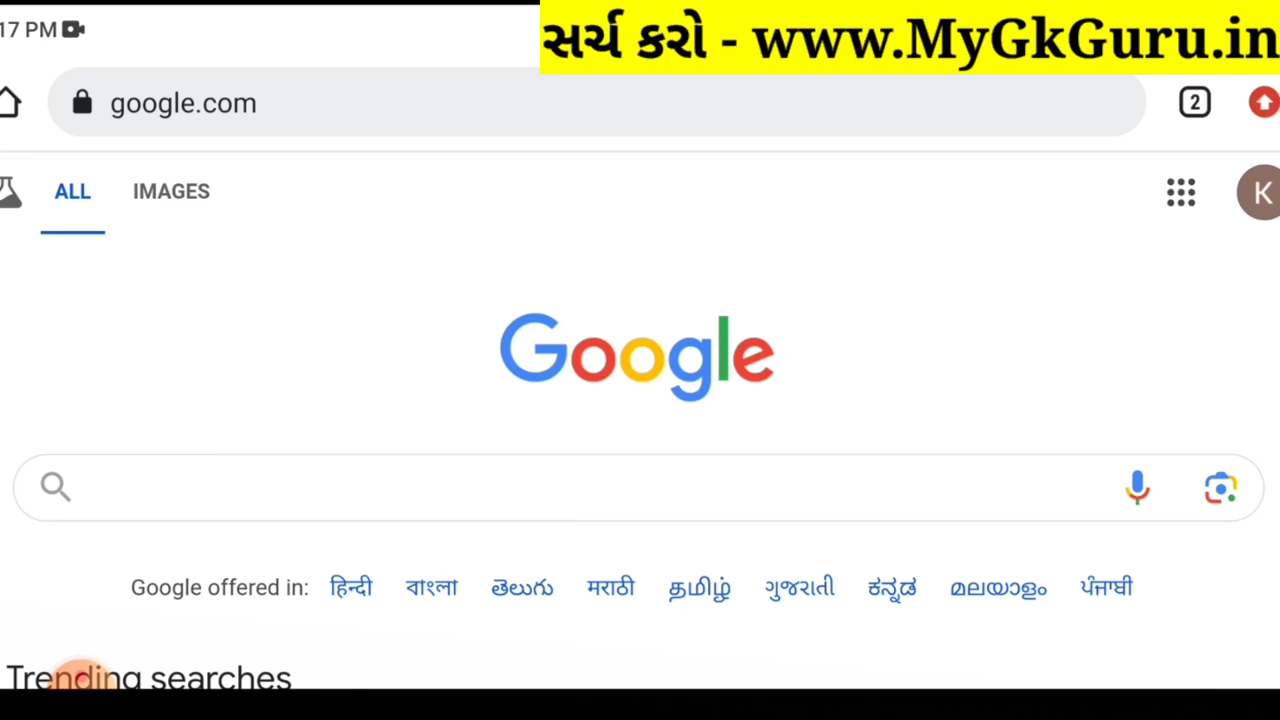 17 PM
સર્ચ કરો - www.MyGkGuru.in
google.com
2
ALL IMAGES
K
Google
Google offered in: हिन्दी বাংলা తెలుగు मराठी தமிழ் ગુજરાતી ಕನ್ನಡ മലയാളം ਪੰਜਾਬੀ
Trending searches